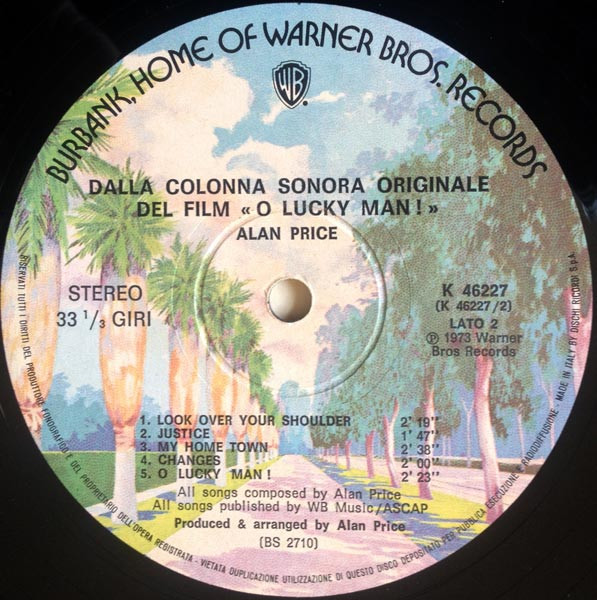 BURBANK, HOME OF WARNER BROS. RECORDS
WB
DALLA COLONNA SONORA ORIGINALE
DEL FILM « O LUCKY MAN ! »
ALAN PRICE
STEREO
33 1/3 GIRI
K 46227
(K 46227/2)
LATO 2
℗ 1973 Warner
Bros Records
1. LOOK OVER YOUR SHOULDER 2' 19"
2. JUSTICE 1' 47"
3. MY HOME TOWN 2' 38"
4. CHANGES 2' 00"
5. O LUCKY MAN ! 2' 23"
All songs composed by Alan Price
All songs published by WB Music/ASCAP
Produced & arranged by Alan Price
(BS 2710)
RISERVATI TUTTI I DIRITTI DEL PRODUTTORE FONOGRAFICO E DEL PROPRIETARIO DELL'OPERA REGISTRATA - VIETATA DUPLICAZIONE UTILIZZAZIONE DI QUESTO DISCO DEPOSITATO PER PUBBLICA ESECUZIONE E RADIODIFFUSIONE - MADE IN ITALY BY DISCHI RICORDI S.P.A.